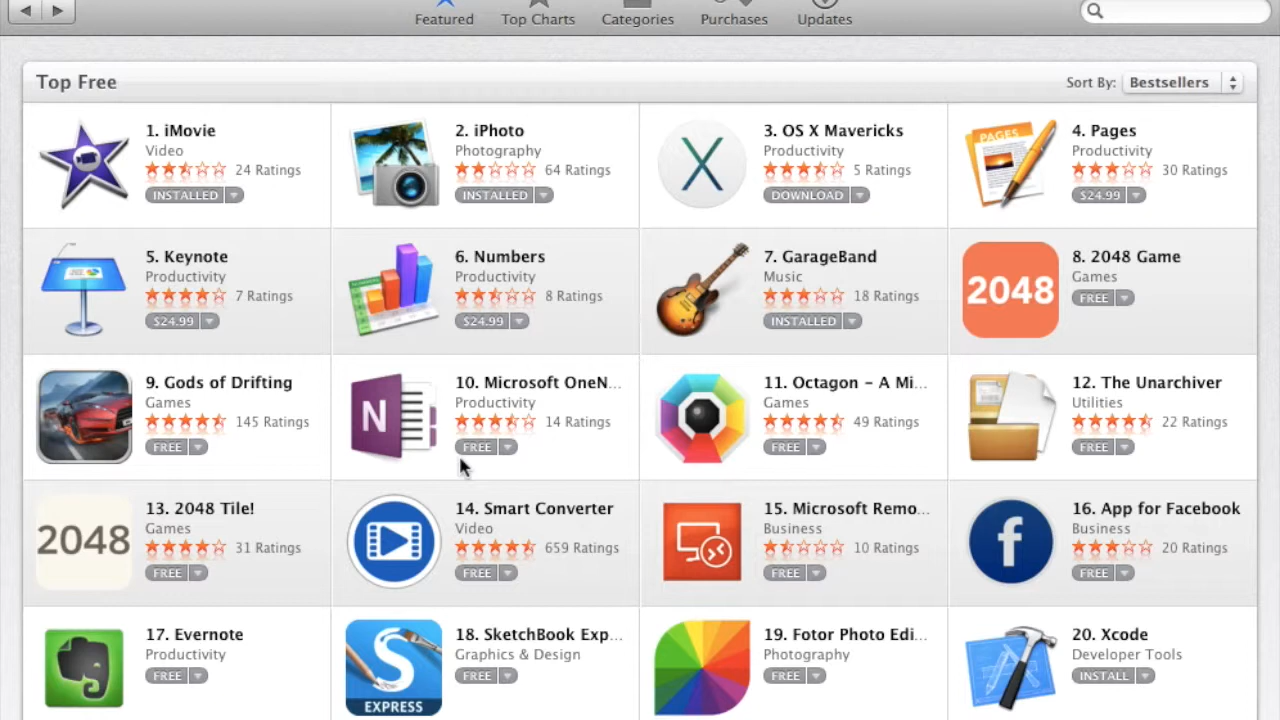 Featured Top Charts Categories Purchases Updates
Top Free
Sort By: Bestsellers
1. iMovie
Video
24 Ratings
INSTALLED
2. iPhoto
Photography
64 Ratings
INSTALLED
3. OS X Mavericks
Productivity
5 Ratings
DOWNLOAD
PAGES
4. Pages
Productivity
30 Ratings
$24.99
5. Keynote
Productivity
7 Ratings
$24.99
6. Numbers
Productivity
8 Ratings
$24.99
7. GarageBand
Music
18 Ratings
INSTALLED
2048
8. 2048 Game
Games
FREE
9. Gods of Drifting
Games
145 Ratings
FREE
N
10. Microsoft OneN...
Productivity
14 Ratings
FREE
11. Octagon – A Mi...
Games
49 Ratings
FREE
12. The Unarchiver
Utilities
22 Ratings
FREE
2048
13. 2048 Tile!
Games
31 Ratings
FREE
14. Smart Converter
Video
659 Ratings
FREE
15. Microsoft Remo...
Business
10 Ratings
FREE
f
16. App for Facebook
Business
20 Ratings
FREE
17. Evernote
Productivity
FREE
S
EXPRESS
18. SketchBook Exp...
Graphics & Design
FREE
19. Fotor Photo Edi...
Photography
FREE
20. Xcode
Developer Tools
INSTALL